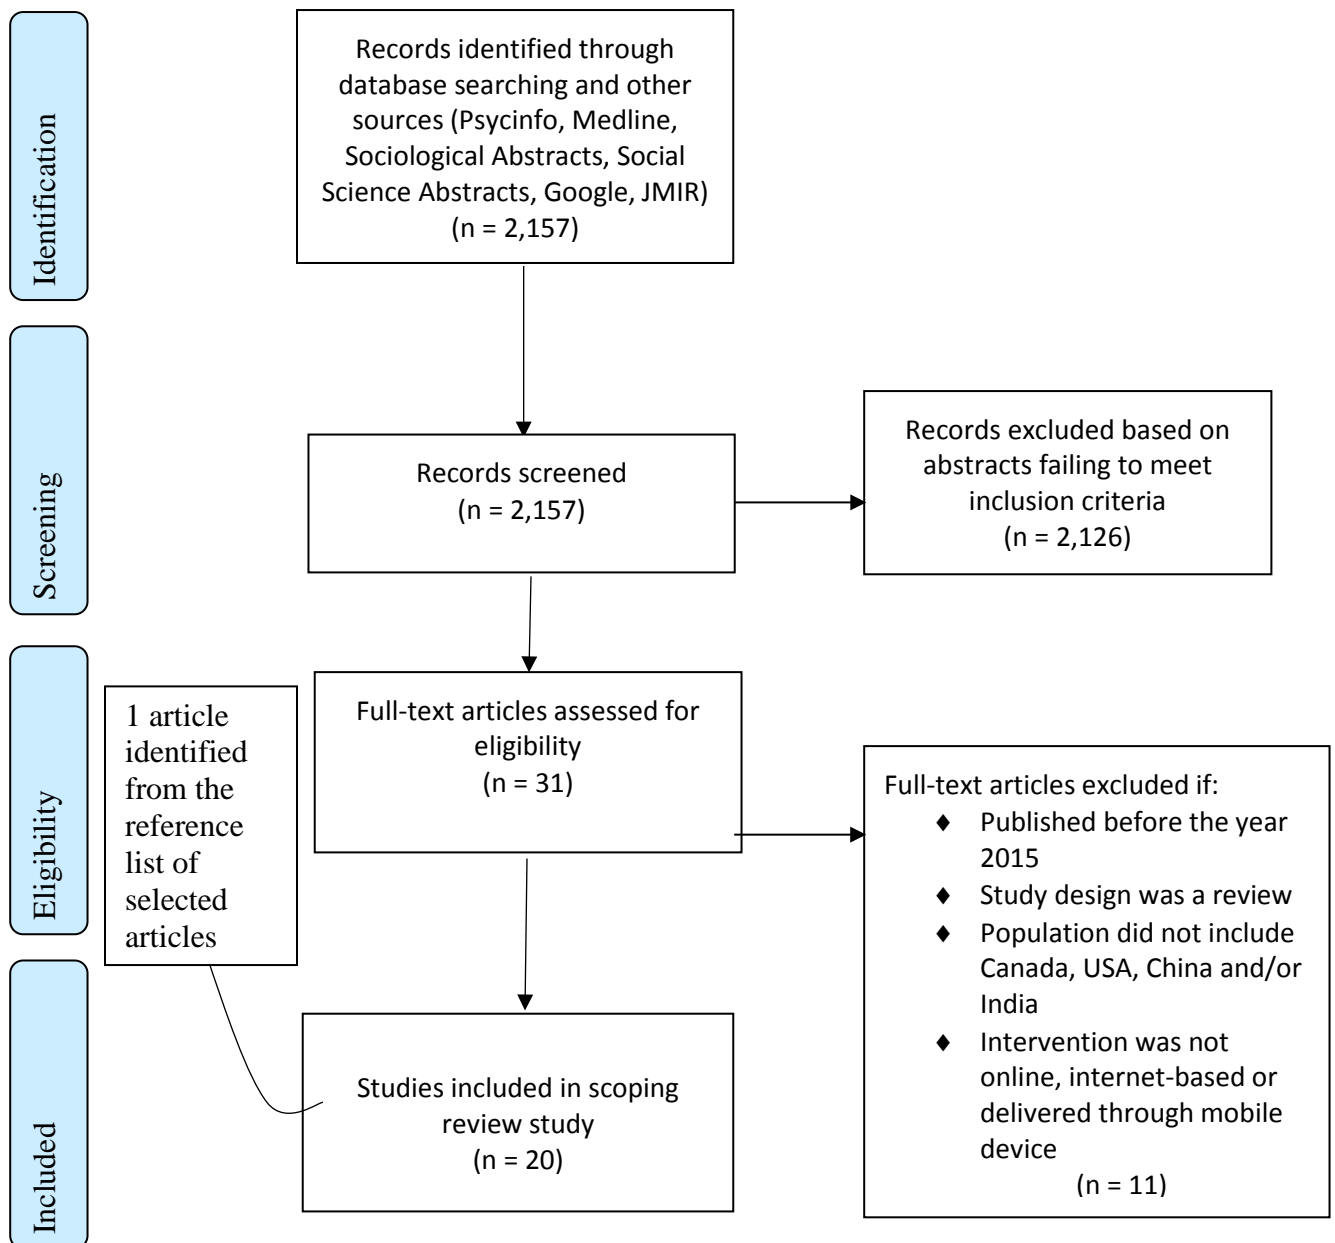 Identification
Records identified through
database searching and other
sources (Psycinfo, Medline,
Sociological Abstracts, Social
Science Abstracts, Google, JMIR)
(n = 2,157)
Screening
Records screened
(n = 2,157)
Records excluded based on
abstracts failing to meet
inclusion criteria
(n = 2,126)
Eligibility
1 article
identified
from the
reference
list of
selected
articles
Full-text articles assessed for
eligibility
(n = 31)
Full-text articles excluded if:
♦ Published before the year
2015
♦ Study design was a review
♦ Population did not include
Canada, USA, China and/or
India
♦ Intervention was not
online, internet-based or
delivered through mobile
device
(n = 11)
Included
Studies included in scoping
review study
(n = 20)